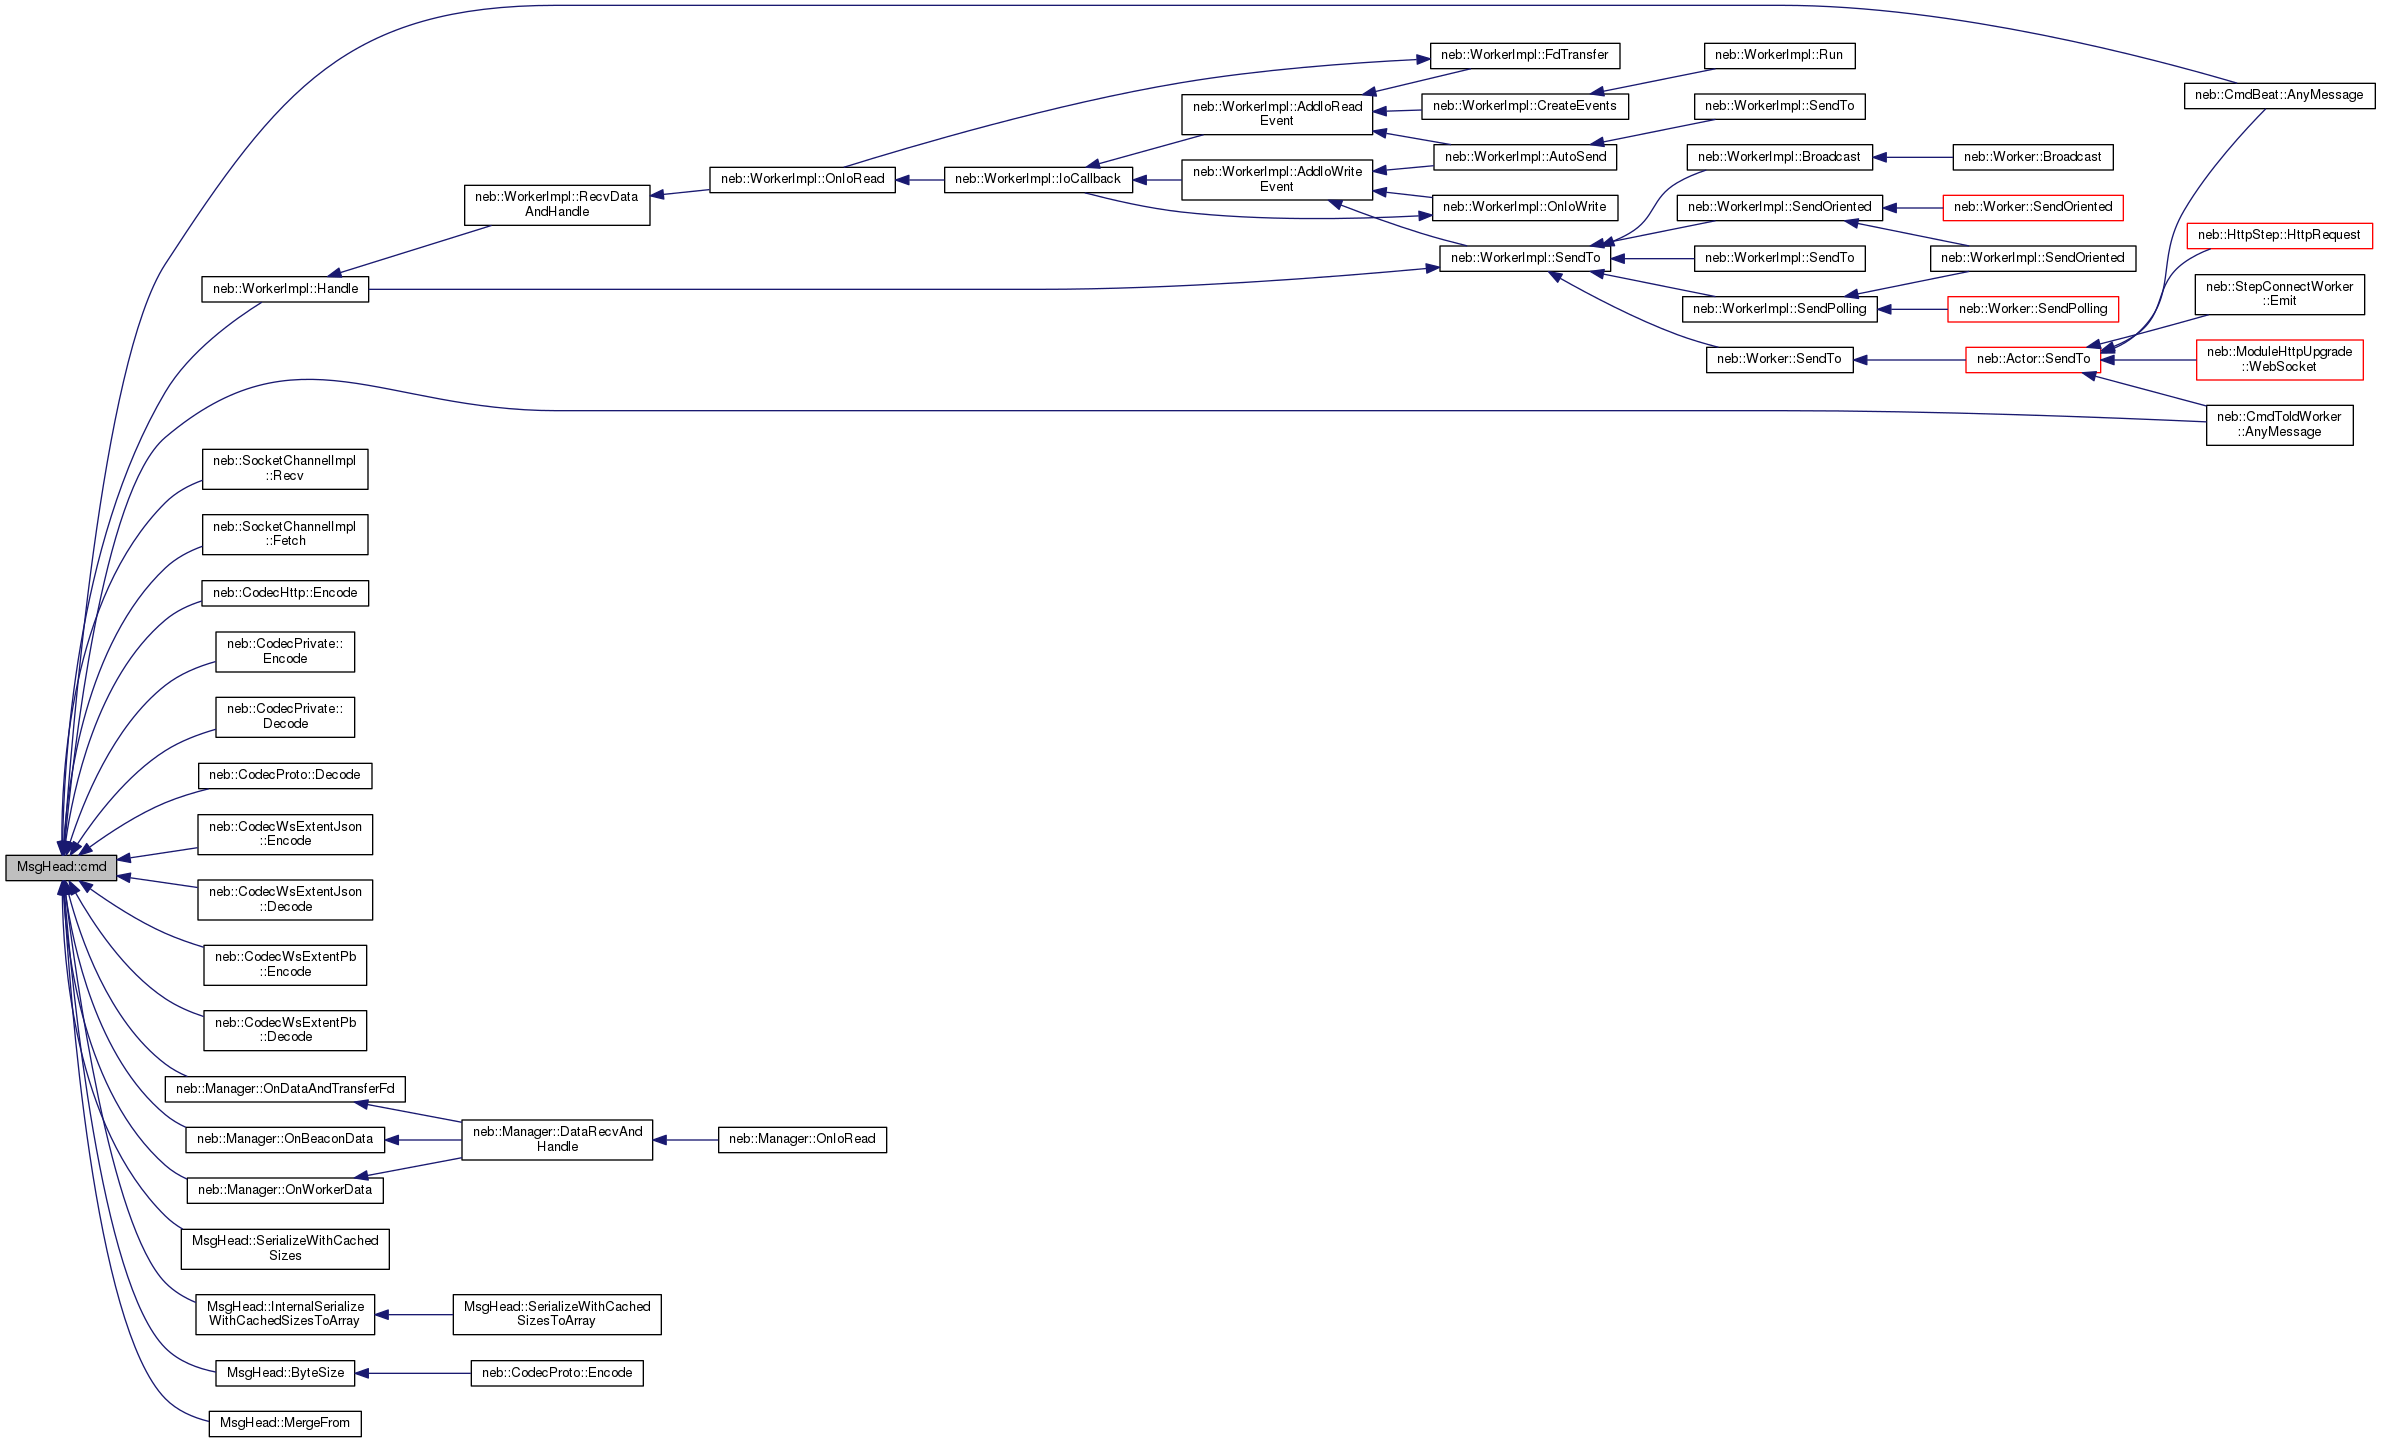 neb::WorkerImpl::FdTransfer
neb::WorkerImpl::Run
neb::CmdBeat::AnyMessage
neb::WorkerImpl::AddIoRead
Event
neb::WorkerImpl::CreateEvents
neb::WorkerImpl::SendTo
neb::WorkerImpl::AutoSend
neb::WorkerImpl::Broadcast
neb::Worker::Broadcast
neb::WorkerImpl::OnIoRead
neb::WorkerImpl::IoCallback
neb::WorkerImpl::AddIoWrite
Event
neb::WorkerImpl::RecvData
AndHandle
neb::WorkerImpl::OnIoWrite
neb::WorkerImpl::SendOriented
neb::Worker::SendOriented
neb::HttpStep::HttpRequest
neb::WorkerImpl::SendTo
neb::WorkerImpl::SendTo
neb::WorkerImpl::SendOriented
neb::WorkerImpl::Handle
neb::StepConnectWorker
::Emit
neb::WorkerImpl::SendPolling
neb::Worker::SendPolling
neb::Worker::SendTo
neb::Actor::SendTo
neb::ModuleHttpUpgrade
::WebSocket
neb::CmdToldWorker
::AnyMessage
neb::SocketChannelImpl
::Recv
neb::SocketChannelImpl
::Fetch
neb::CodecHttp::Encode
neb::CodecPrivate::
Encode
neb::CodecPrivate::
Decode
neb::CodecProto::Decode
neb::CodecWsExtentJson
::Encode
MsgHead::cmd
neb::CodecWsExtentJson
::Decode
neb::CodecWsExtentPb
::Encode
neb::CodecWsExtentPb
::Decode
neb::Manager::OnDataAndTransferFd
neb::Manager::OnBeaconData
neb::Manager::DataRecvAnd
Handle
neb::Manager::OnIoRead
neb::Manager::OnWorkerData
MsgHead::SerializeWithCached
Sizes
MsgHead::InternalSerialize
WithCachedSizesToArray
MsgHead::SerializeWithCached
SizesToArray
MsgHead::ByteSize
neb::CodecProto::Encode
MsgHead::MergeFrom